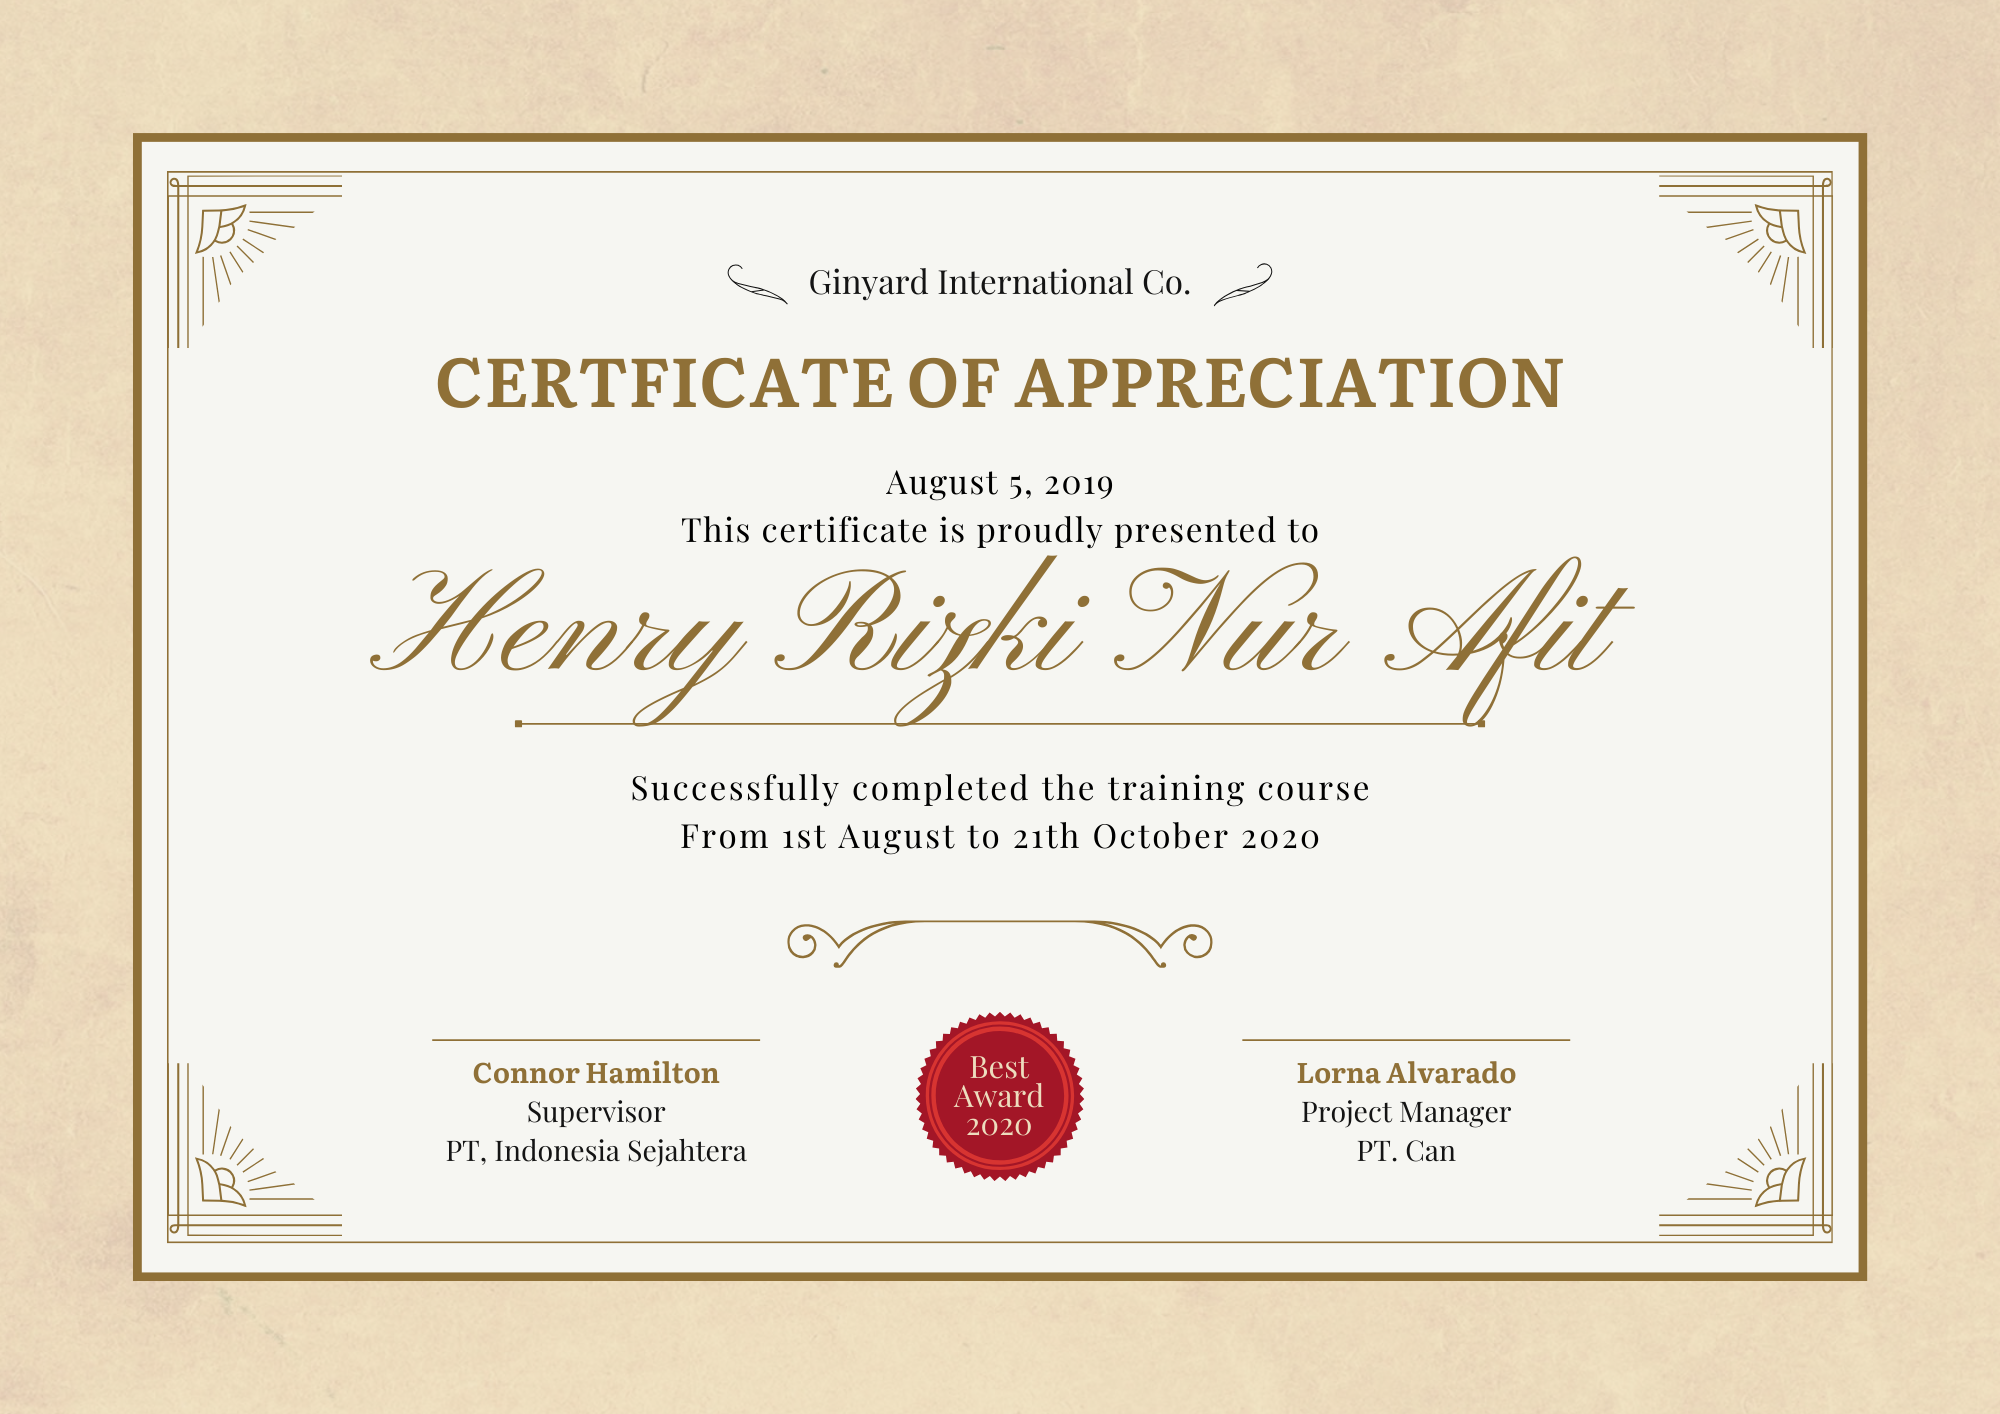 Ginyard International Co.
CERTFICATE OF APPRECIATION
August 5, 2019
This certificate is proudly presented to
Henry Rizki Nur Afit
Successfully completed the training course
From 1st August to 21th October 2020
Connor Hamilton
Supervisor
PT, Indonesia Sejahtera
Best
Award
2020
Lorna Alvarado
Project Manager
PT. Can